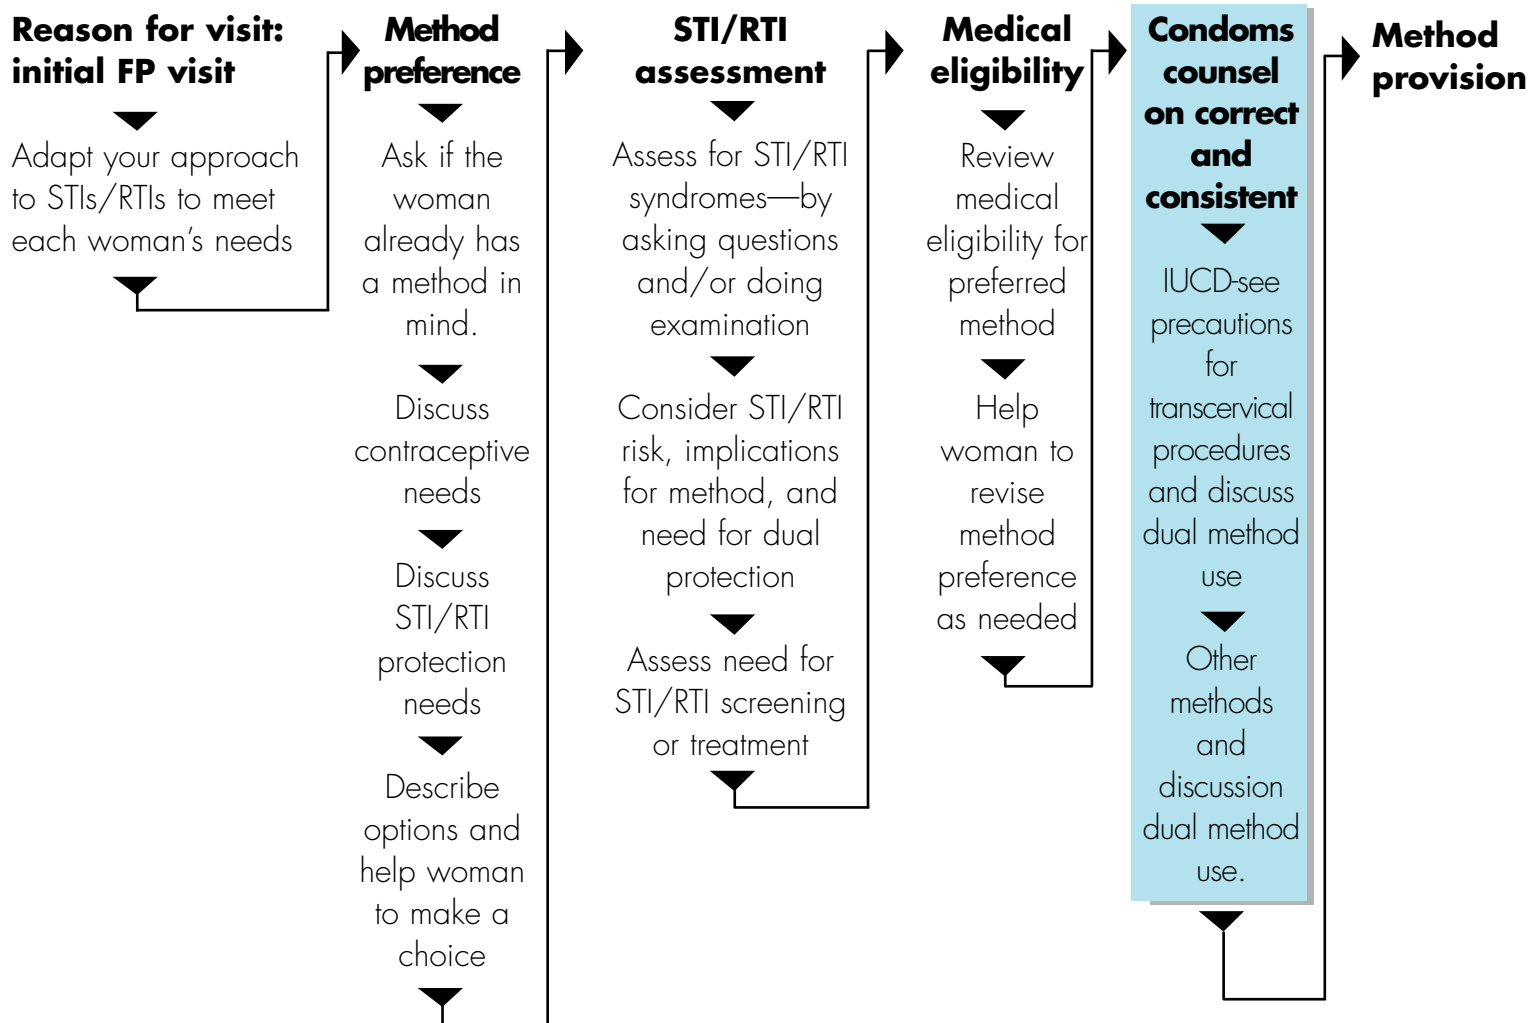 Reason for visit:
initial FP visit
Adapt your approach
to STIs/RTIs to meet
each woman's needs
Method
preference
Ask if the
woman
already has
a method in
mind.
Discuss
contraceptive
needs
Discuss
STI/RTI
protection
needs
Describe
options and
help woman
to make a
choice
STI/RTI
assessment
Assess for STI/RTI
syndromes—by
asking questions
and/or doing
examination
Consider STI/RTI
risk, implications
for method, and
need for dual
protection
Assess need for
STI/RTI screening
or treatment
Medical
eligibility
Review
medical
eligibility for
preferred
method
Help
woman to
revise
method
preference
as needed
Condoms
counsel
on correct
and
consistent
IUCD-see
precautions
for
transcervical
procedures
and discuss
dual method
use
Other
methods
and
discussion
dual method
use.
Method
provision